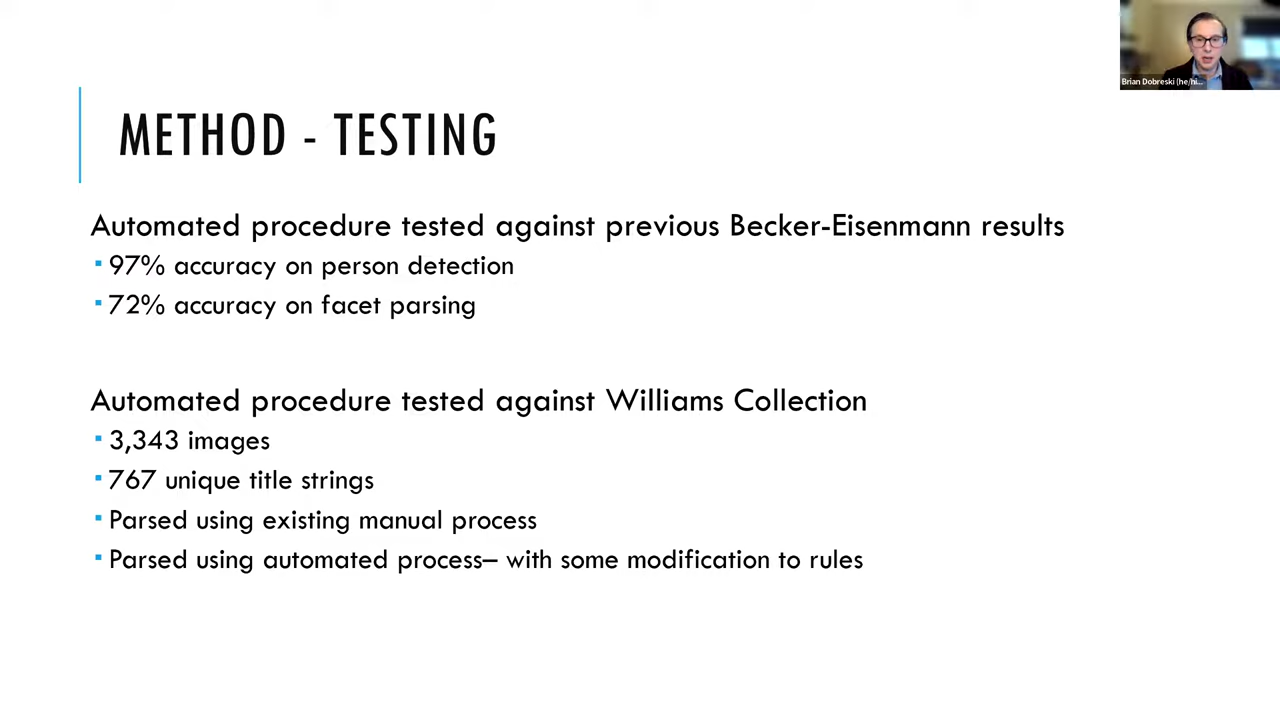 Brian Dobreski (he/hi...
METHOD - TESTING
Automated procedure tested against previous Becker-Eisenmann results
▪ 97% accuracy on person detection
▪ 72% accuracy on facet parsing
Automated procedure tested against Williams Collection
▪ 3,343 images
▪ 767 unique title strings
▪ Parsed using existing manual process
▪ Parsed using automated process– with some modification to rules